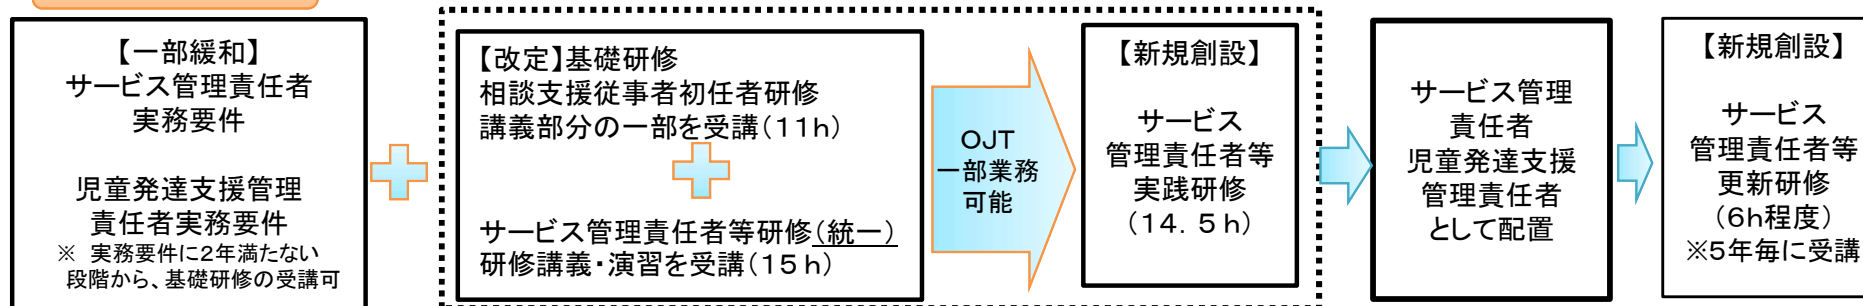 【一部緩和】
サービス管理責任者
実務要件
児童発達支援管理
責任者実務要件
※ 実務要件に2年満たない
段階から、基礎研修の受講可
【改定】基礎研修
相談支援従事者初任者研修
講義部分の一部を受講(11h)
サービス管理責任者等研修(統一)
研修講義・演習を受講(15h)
OJT
一部業務
可能
【新規創設】
サービス
管理責任者等
実践研修
(14.5h)
サービス管理
責任者
児童発達支援
管理責任者
として配置
【新規創設】
サービス
管理責任者等
更新研修
(6h程度)
※5年毎に受講